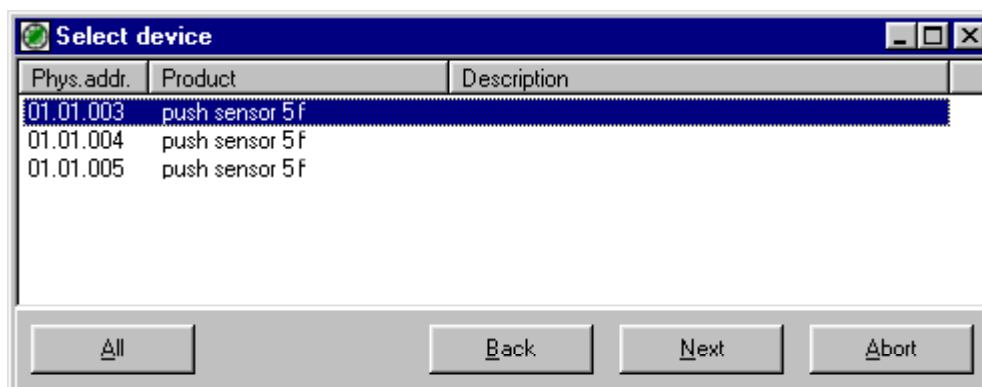 Select device
Phys.addr. Product Description
01.01.003 push sensor 5f
01.01.004 push sensor 5f
01.01.005 push sensor 5f
All Back Next Abort